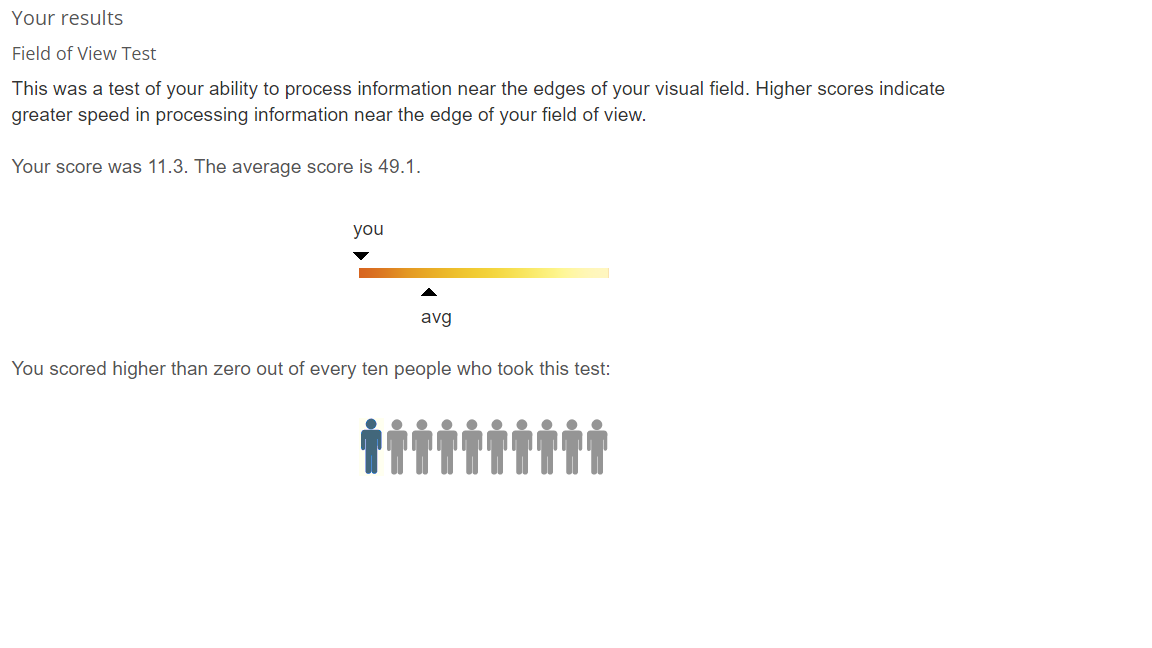 Your results
Field of View Test
This was a test of your ability to process information near the edges of your visual field. Higher scores indicate
greater speed in processing information near the edge of your field of view.
Your score was 11.3. The average score is 49.1.
you
avg
You scored higher than zero out of every ten people who took this test: